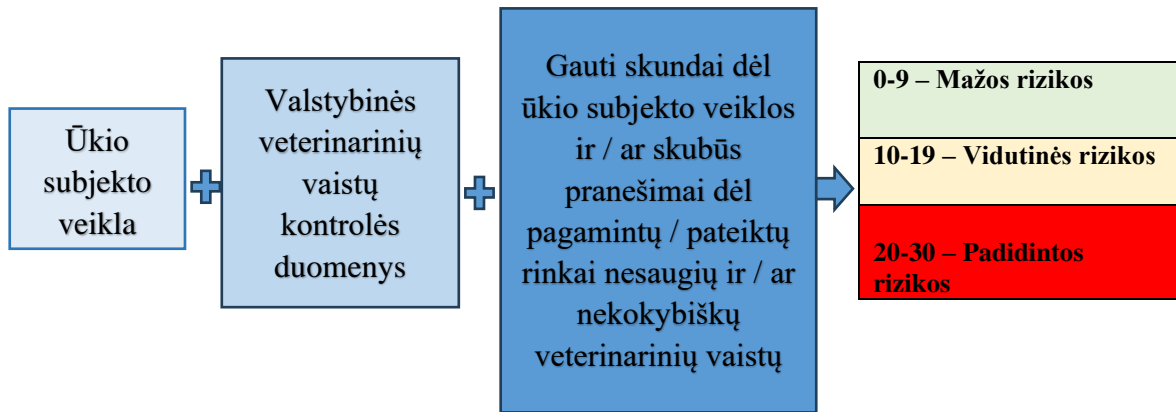 Ūkio
subjekto
veikla
Valstybinės
veterinarinių
vaistų
kontrolės
duomenys
Gauti skundai dėl
ūkio subjekto veiklos
ir / ar skubūs
pranešimai dėl
pagamintų / pateiktų
rinkai nesaugių ir / ar
nekokybiškų
veterinarinių vaistų
0-9 – Mažos rizikos
10-19 – Vidutinės rizikos
20-30 – Padidintos
rizikos